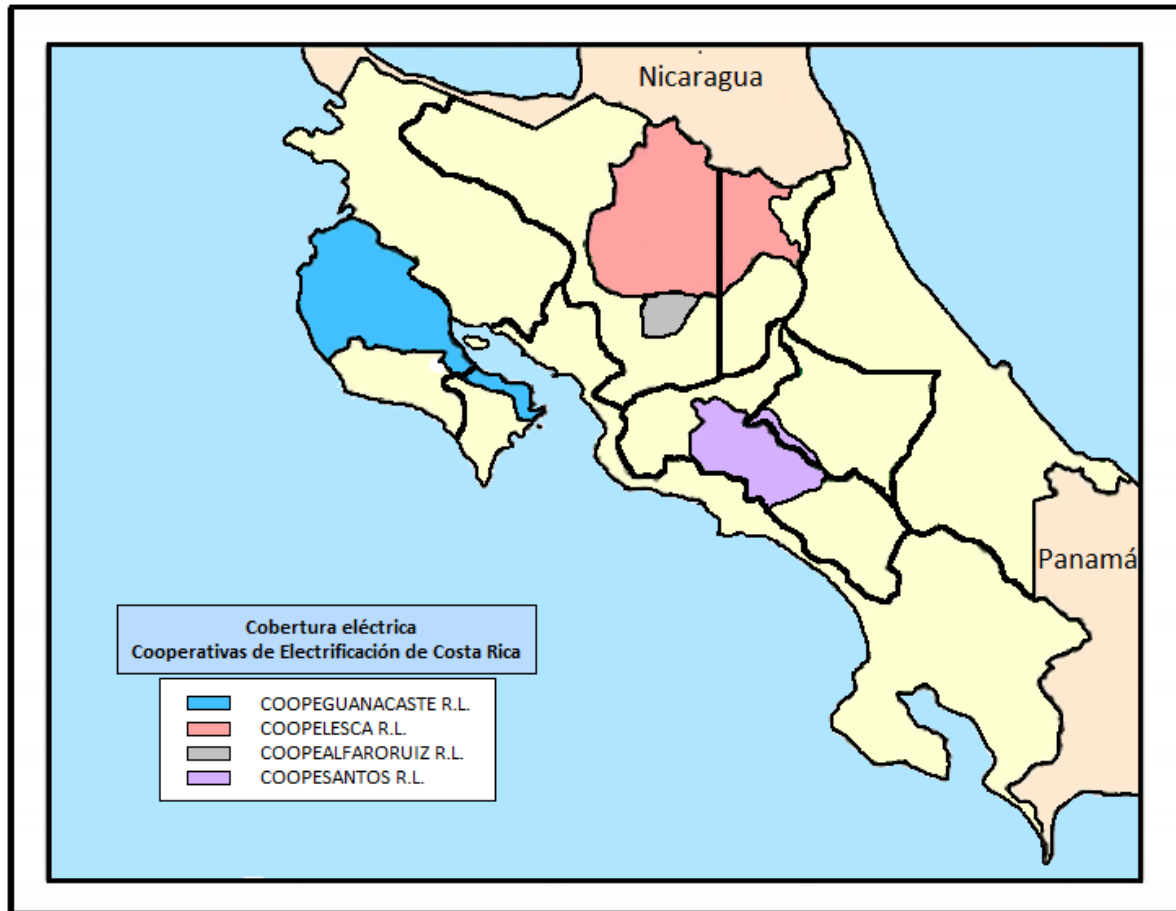 Nicaragua
Panamá
Cobertura eléctrica
Cooperativas de Electrificación de Costa Rica
COOPEGUANACASTE R.L.
COOPELESCA R.L.
COOPEALFARORUIZ R.L.
COOPESANTOS R.L.